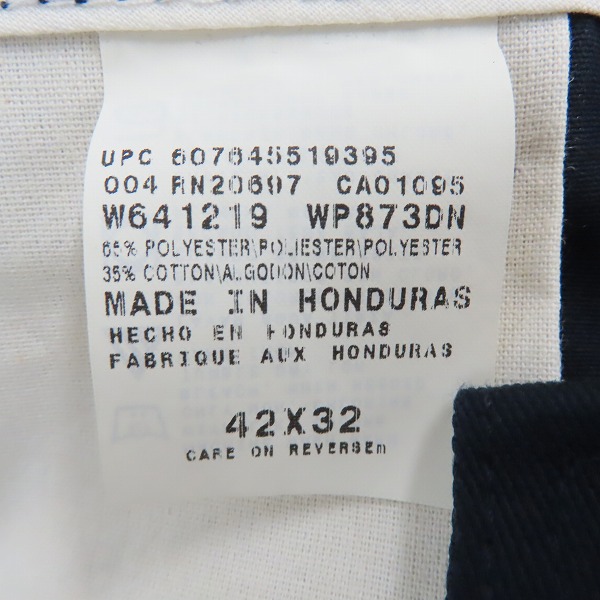 UPC 607645519395
004 RN20697 CA01095
W641219 WP873DN
65% POLYESTER\POLIESTER\POLYESTER
35% COTTON\ALGODON\COTON
MADE IN HONDURAS
HECHO EN HONDURAS
FABRIQUE AUX HONDURAS
42X32
CARE ON REVERSEm